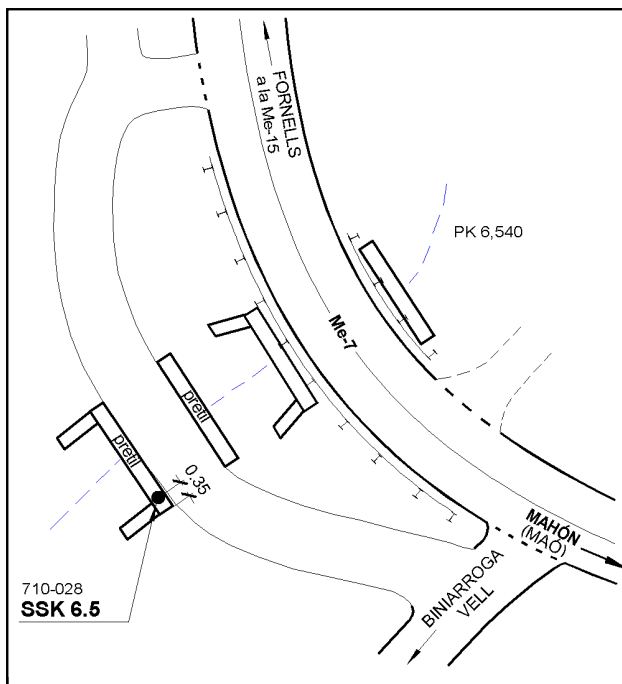 FORNELLS
a la Me-15
PK 6,540
Me-7
pretil
pretil
0.35
MAHÓN
(MAÓ)
710-028
SSK 6.5
BINIARROGA
VELL